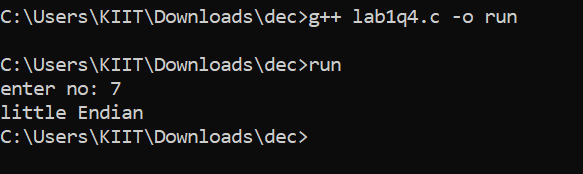 C:\Users\KIIT\Downloads\dec>g++ lab1q4.c -o run
C:\Users\KIIT\Downloads\dec>run
enter no: 7
little Endian
C:\Users\KIIT\Downloads\dec>